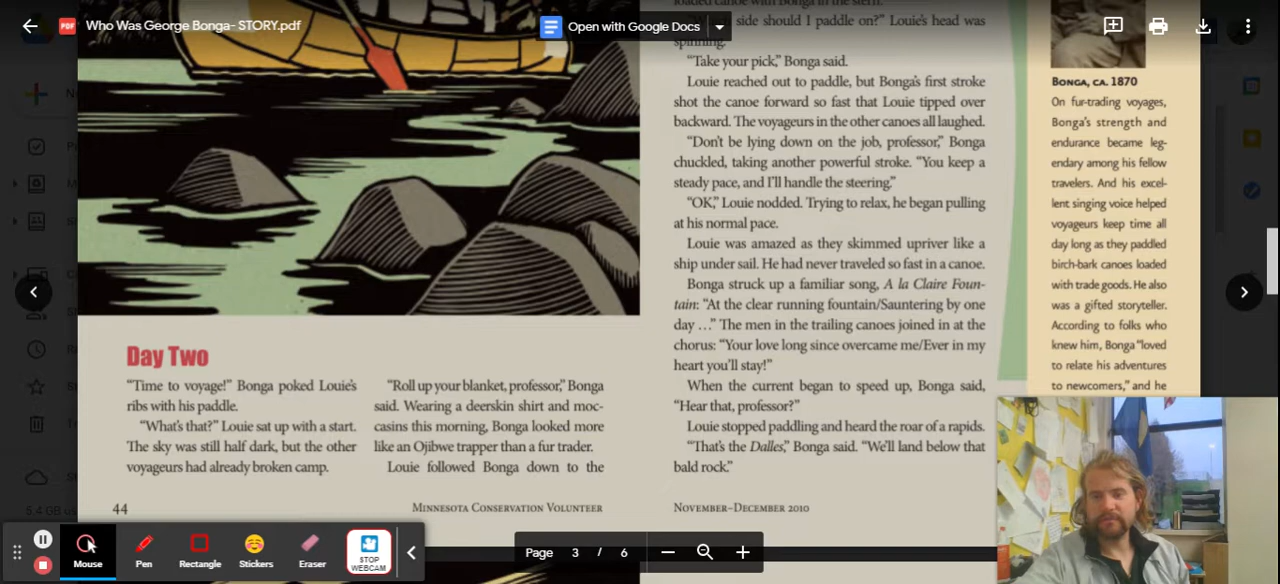 Who Was George Bonga- STORY.pdf
PDF
Open with Google Docs
loaded canoe with Bonga in the stern.
side should I paddle on?” Louie’s head was
spinning.
“Take your pick,” Bonga said.
Louie reached out to paddle, but Bonga’s first stroke
shot the canoe forward so fast that Louie tipped over
backward. The voyageurs in the other canoes all laughed.
“Don’t be lying down on the job, professor,” Bonga
chuckled, taking another powerful stroke. “You keep a
steady pace, and I’ll handle the steering.”
“OK,” Louie nodded. Trying to relax, he began pulling
at his normal pace.
Louie was amazed as they skimmed upriver like a
ship under sail. He had never traveled so fast in a canoe.
Bonga struck up a familiar song, A la Claire Foun-
tain: “At the clear running fountain/Sauntering by one
day …” The men in the trailing canoes joined in at the
chorus: “Your love long since overcame me/Ever in my
heart you’ll stay!”
When the current began to speed up, Bonga said,
“Hear that, professor?”
Louie stopped paddling and heard the roar of a rapids.
“That’s the Dalles,” Bonga said. “We’ll land below that
bald rock.”
BONGA, CA. 1870
On fur-trading voyages,
Bonga’s strength and
endurance became leg-
endary among his fellow
travelers. And his excel-
lent singing voice helped
voyageurs keep time all
day long as they paddled
birch-bark canoes loaded
with trade goods. He also
was a gifted storyteller.
According to folks who
knew him, Bonga “loved
to relate his adventures
to newcomers,” and he
Day Two
“Time to voyage!” Bonga poked Louie’s
ribs with his paddle.
“What’s that?” Louie sat up with a start.
The sky was still half dark, but the other
voyageurs had already broken camp.
“Roll up your blanket, professor,” Bonga
said. Wearing a deerskin shirt and moc-
casins this morning, Bonga looked more
like an Ojibwe trapper than a fur trader.
Louie followed Bonga down to the
44
MINNESOTA CONSERVATION VOLUNTEER
NOVEMBER–DECEMBER 2010
5.4 GB
Mouse
Pen
Rectangle
Stickers
Eraser
STOP
WEBCAM
Page 3 / 6